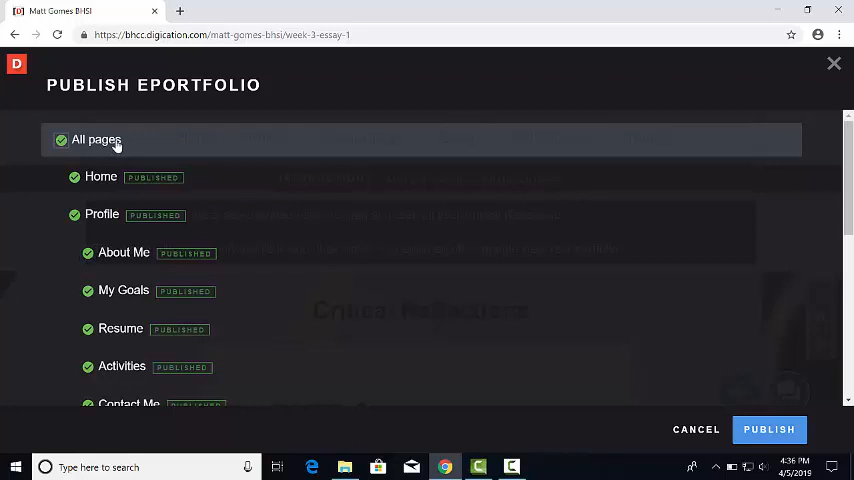 Matt Gomes BHSI
https://bhcc.digication.com/matt-gomes-bhsi/week-3-essay-1
D
PUBLISH EPORTFOLIO
All pages
Home PUBLISHED
Profile PUBLISHED
About Me PUBLISHED
My Goals PUBLISHED
Critical Reflections
Resume PUBLISHED
Activities PUBLISHED
Contact Me PUBLISHED
CANCEL PUBLISH
Type here to search
4:36 PM
4/5/2019